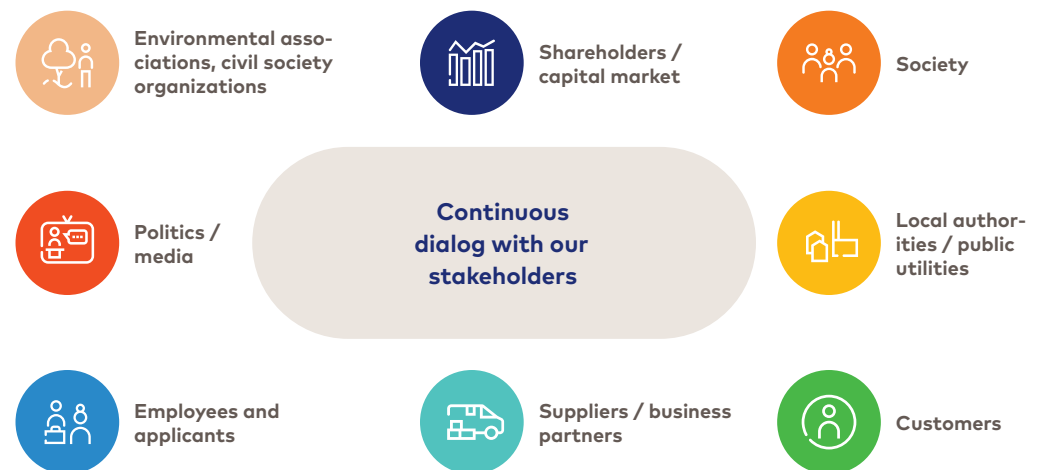 Environmental asso-
ciations, civil society
organizations
Shareholders /
capital market
Society
Politics /
media
Continuous
dialog with our
stakeholders
Local author-
ities / public
utilities
Employees and
applicants
Suppliers / business
partners
Customers